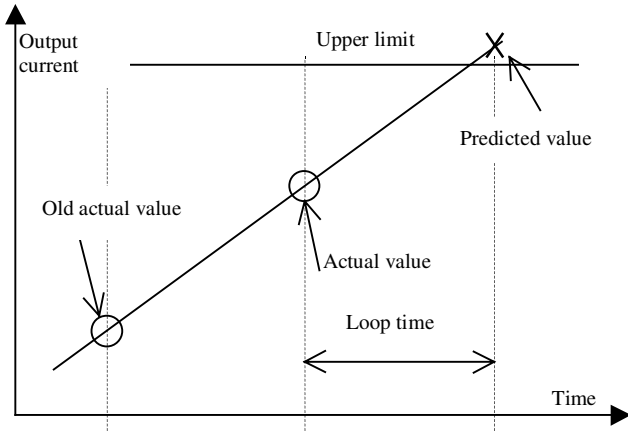 Output
current
Upper limit
Predicted value
Old actual value
Actual value
Loop time
Time